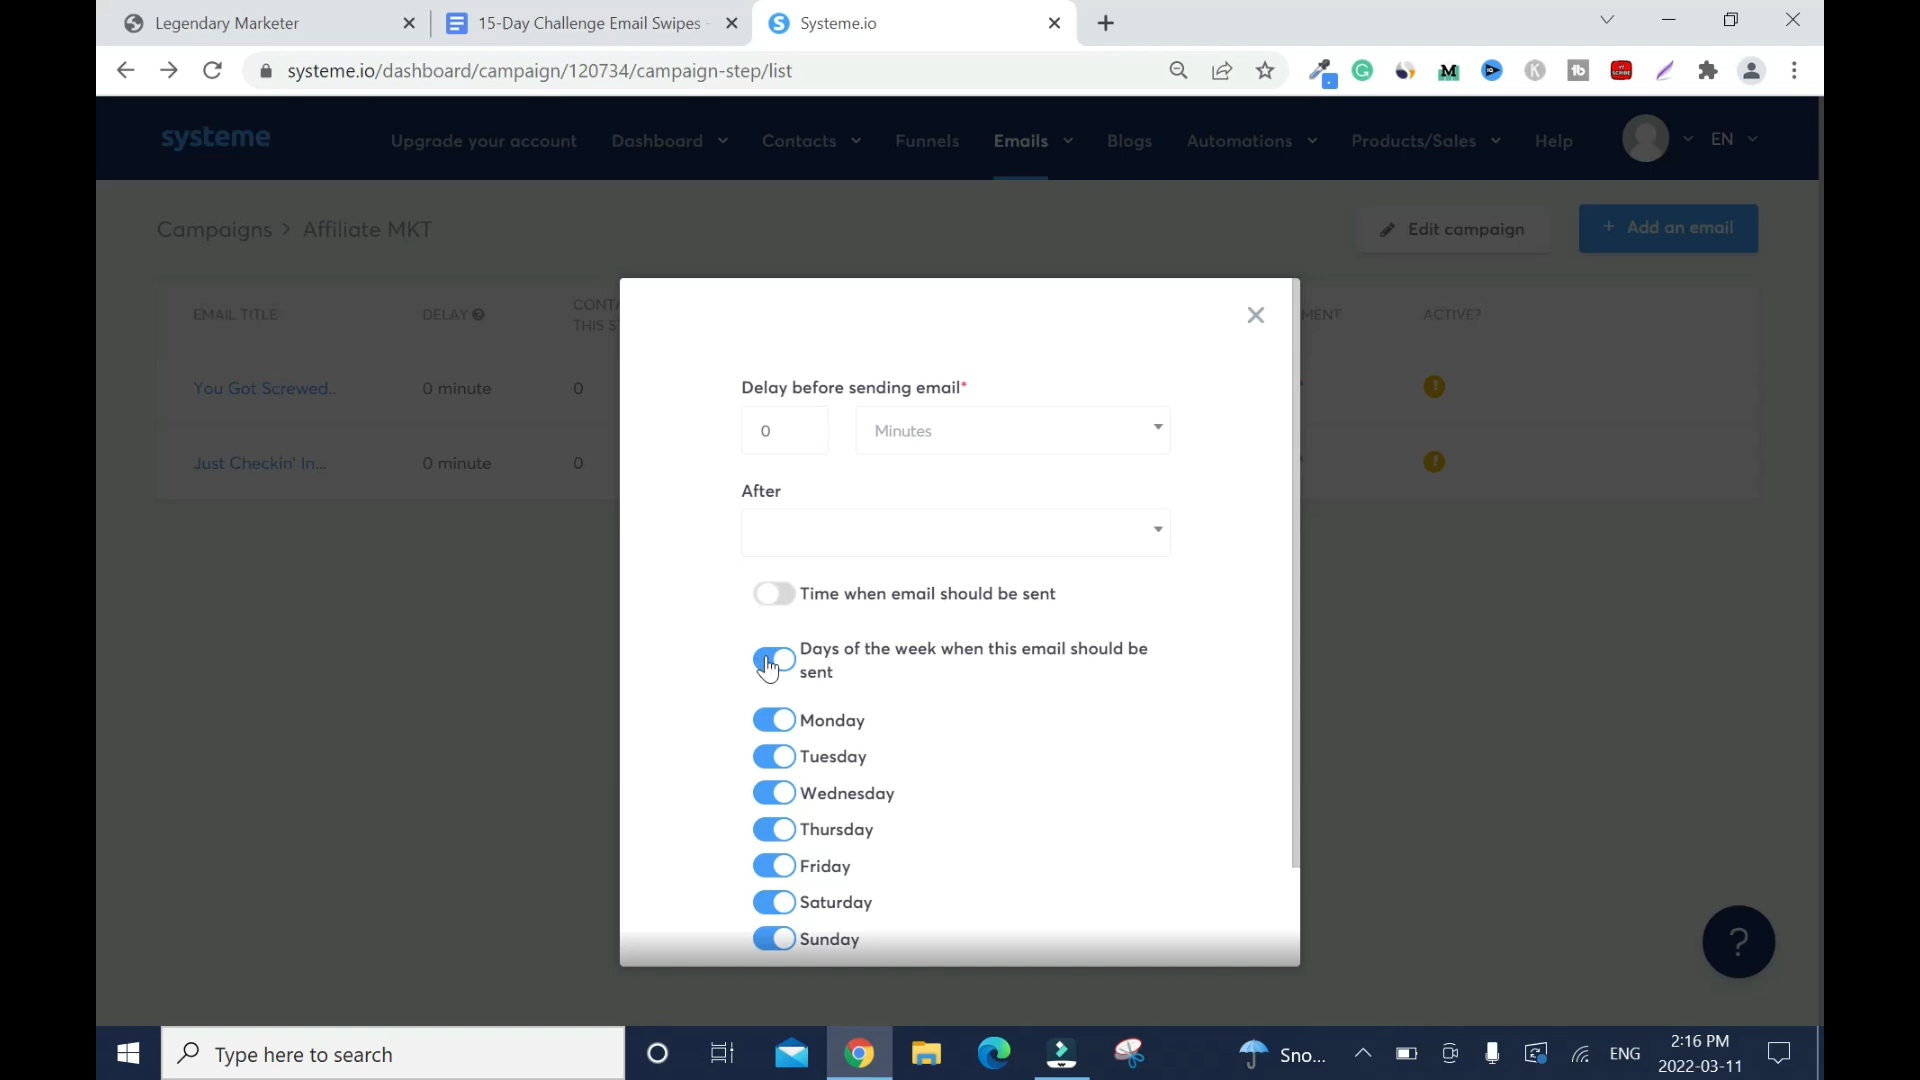 Legendary Marketer
15-Day Challenge Email Swipes -
Systeme.io
systeme.io/dashboard/campaign/120734/campaign-step/list
systeme
Upgrade your account
Dashboard
Contacts
Funnels
Emails
Blogs
Automations
Products/Sales
Help
EN
Campaigns > Affiliate MKT
Edit campaign
+ Add an email
EMAIL TITLE
DELAY
CONTA
THIS S
MENT
ACTIVE?
You Got Screwed..
0 minute
0
Just Checkin' In...
0 minute
0
Delay before sending email*
0
Minutes
After
Time when email should be sent
Days of the week when this email should be
sent
Monday
Tuesday
Wednesday
Thursday
Friday
Saturday
Sunday
?
Type here to search
Sno...
ENG
2:16 PM
2022-03-11